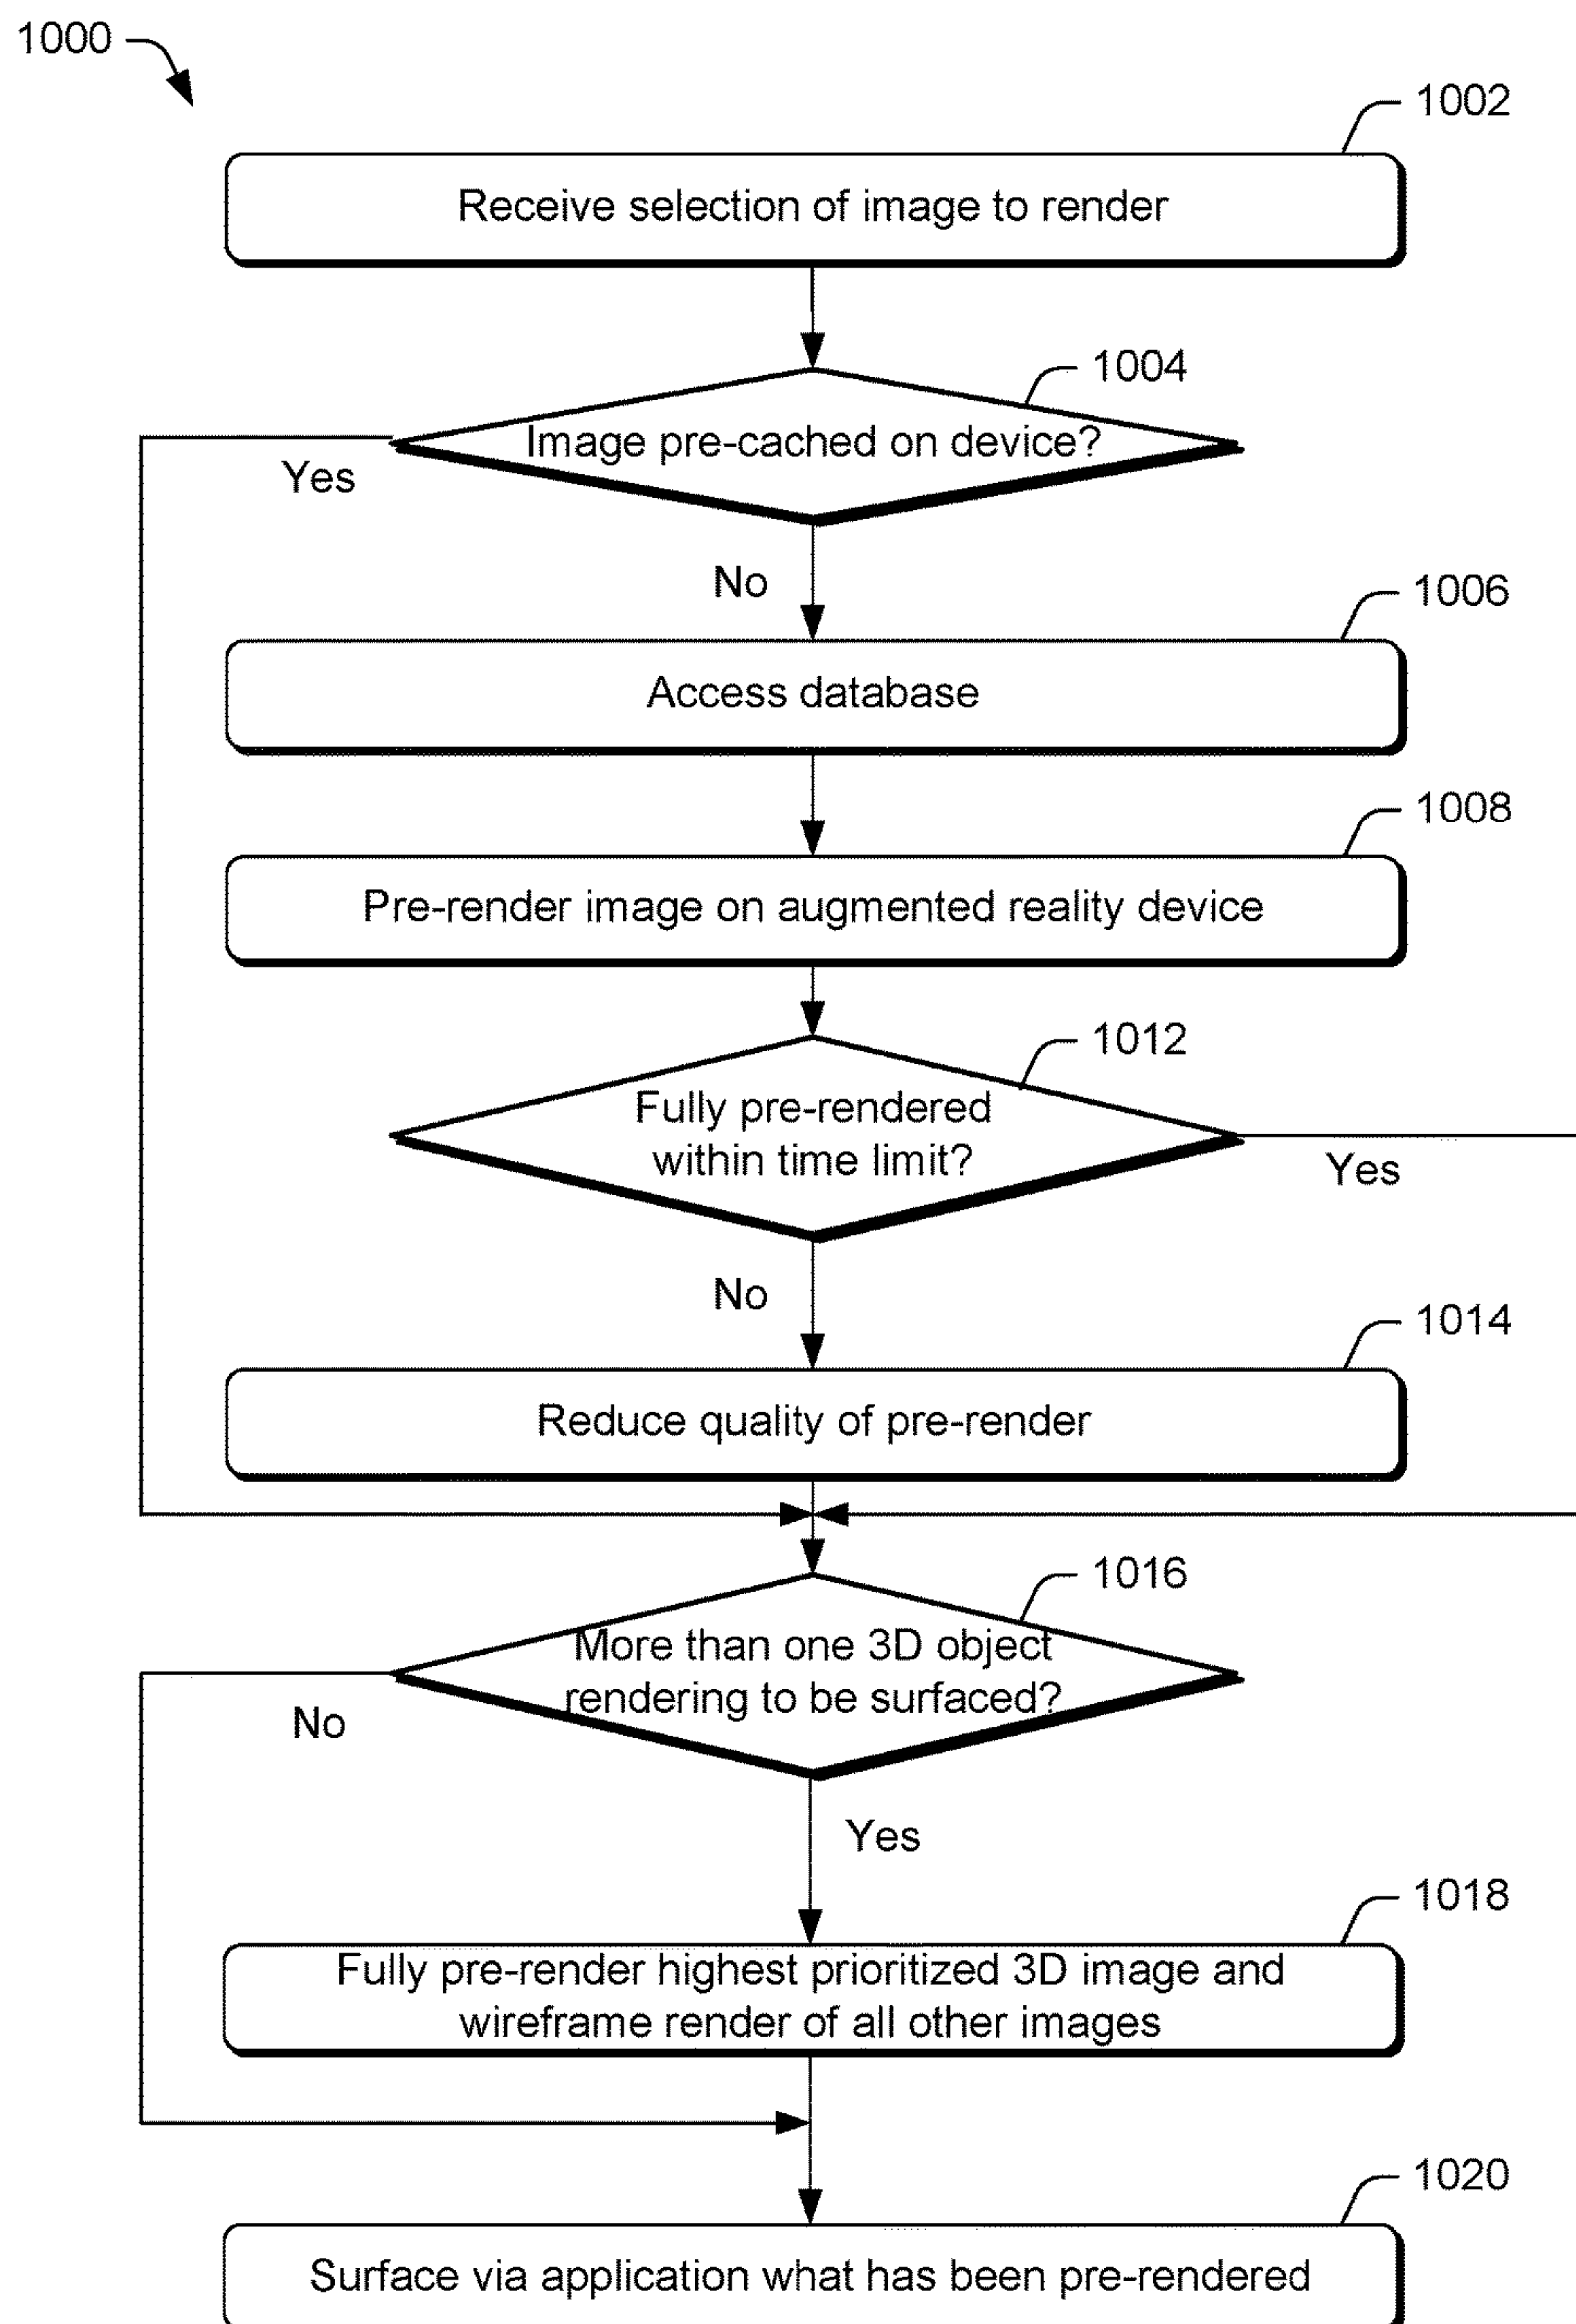 1000
1002
Receive selection of image to render
1004
Image pre-cached on device?
Yes
No
1006
Access database
1008
Pre-render image on augmented reality device
1012
Fully pre-rendered
within time limit?
Yes
No
1014
Reduce quality of pre-render
1016
More than one 3D object
rendering to be surfaced?
No
Yes
1018
Fully pre-render highest prioritized 3D image and
wireframe render of all other images
1020
Surface via application what has been pre-rendered